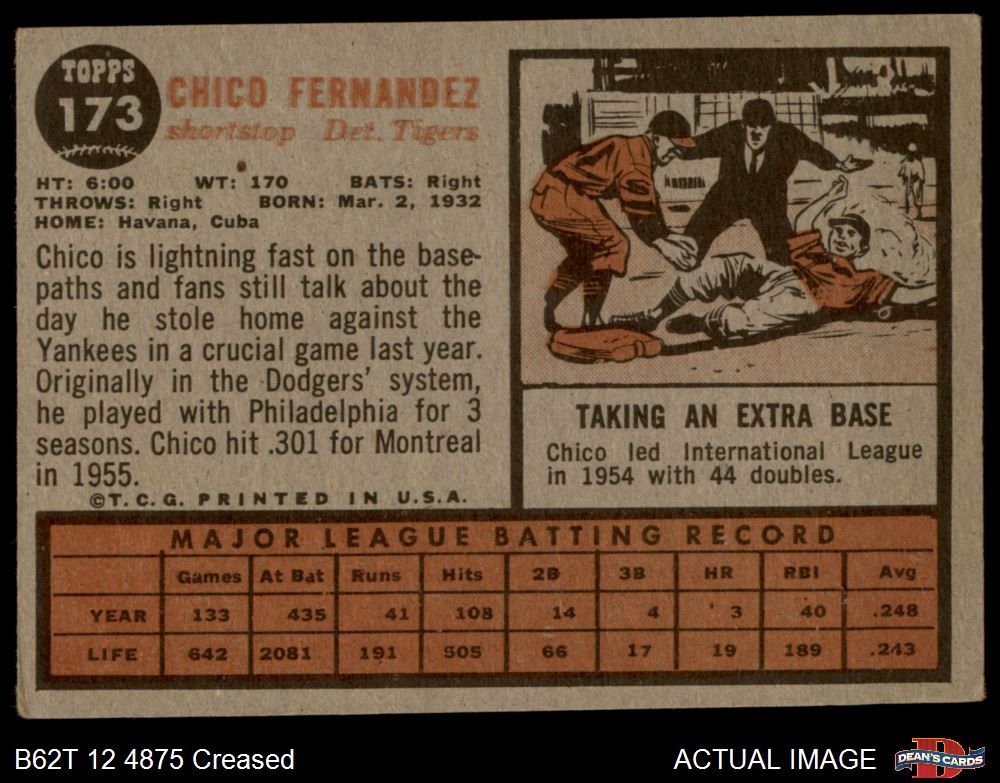 TOPPS
173
CHICO FERNANDEZ
shortstop Det. Tigers
HT: 6:00 WT: 170 BATS: Right
THROWS: Right BORN: Mar. 2, 1932
HOME: Havana, Cuba
Chico is lightning fast on the base-
paths and fans still talk about the
day he stole home against the
Yankees in a crucial game last year.
Originally in the Dodgers' system,
he played with Philadelphia for 3
seasons. Chico hit .301 for Montreal
in 1955.
©T.C.G. PRINTED IN U.S.A.
TAKING AN EXTRA BASE
Chico led International League
in 1954 with 44 doubles.
MAJOR LEAGUE BATTING RECORD
Games At Bat Runs Hits 2B 3B HR RBI Avg
YEAR 133 435 41 108 14 4 3 40 .248
LIFE 642 2081 191 505 66 17 19 189 .243
B62T 12 4875 Creased
ACTUAL IMAGE
DEAN'S CARDS